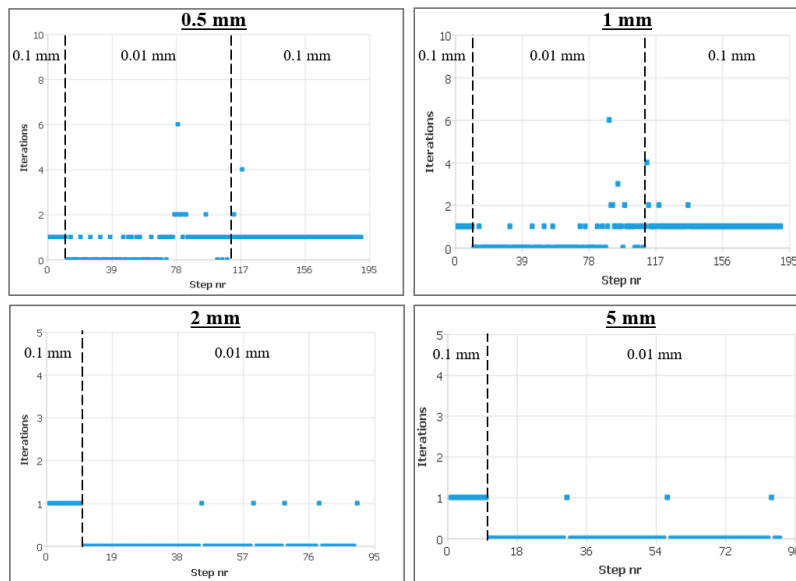 0.5 mm
0.1 mm
0.01 mm
0.1 mm
10
8
6
4
2
0
Iterations
0 39 78 117 156 195
Step nr
1 mm
0.1 mm
0.01 mm
0.1 mm
10
8
6
4
2
0
Iterations
0 39 78 117 156 195
Step nr
2 mm
0.1 mm
0.01 mm
5
4
3
2
1
0
Iterations
0 19 38 57 76 95
Step nr
5 mm
0.1 mm
0.01 mm
5
4
3
2
1
0
Iterations
0 18 36 54 72 90
Step nr